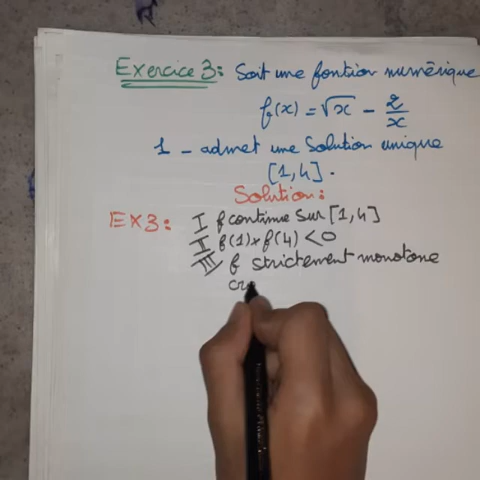 Exercice 3: Soit une fontion numérique
f(x) = √x - 2/x
1 - admet une solution unique
[1,4].
Solution:
EX3: I f continue sur [1,4]
II f(1)x f(4) < 0
III f strictement monotone
cr